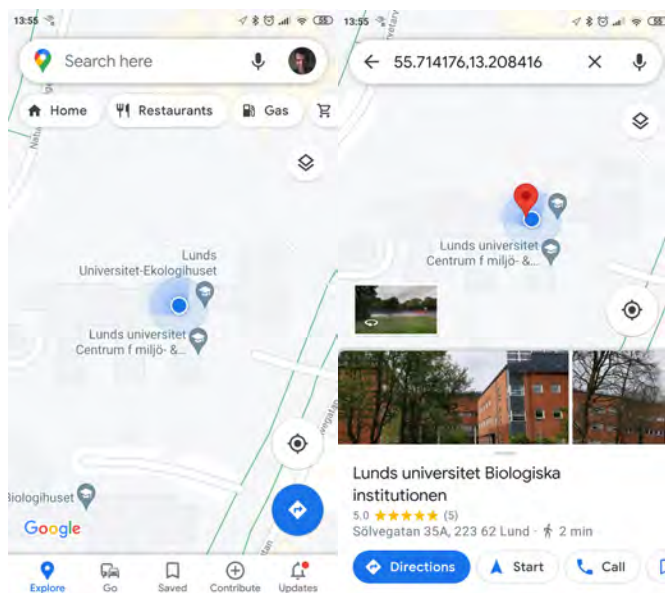 13:55
55
Search here
Home
Restaurants
Gas
Lunds
Universitet-Ekologihuset
Lunds universitet
Centrum f miljö- &...
Biologihuset
Google
Explore
Go
Saved
Contribute
Updates
13:55
55
55.714176,13.208416
Lunds universitet
Centrum f miljö- &...
Lunds universitet Biologiska
institutionen
5.0 ★★★★★ (5)
Sölvegatan 35A, 223 62 Lund · 2 min
Directions
Start
Call